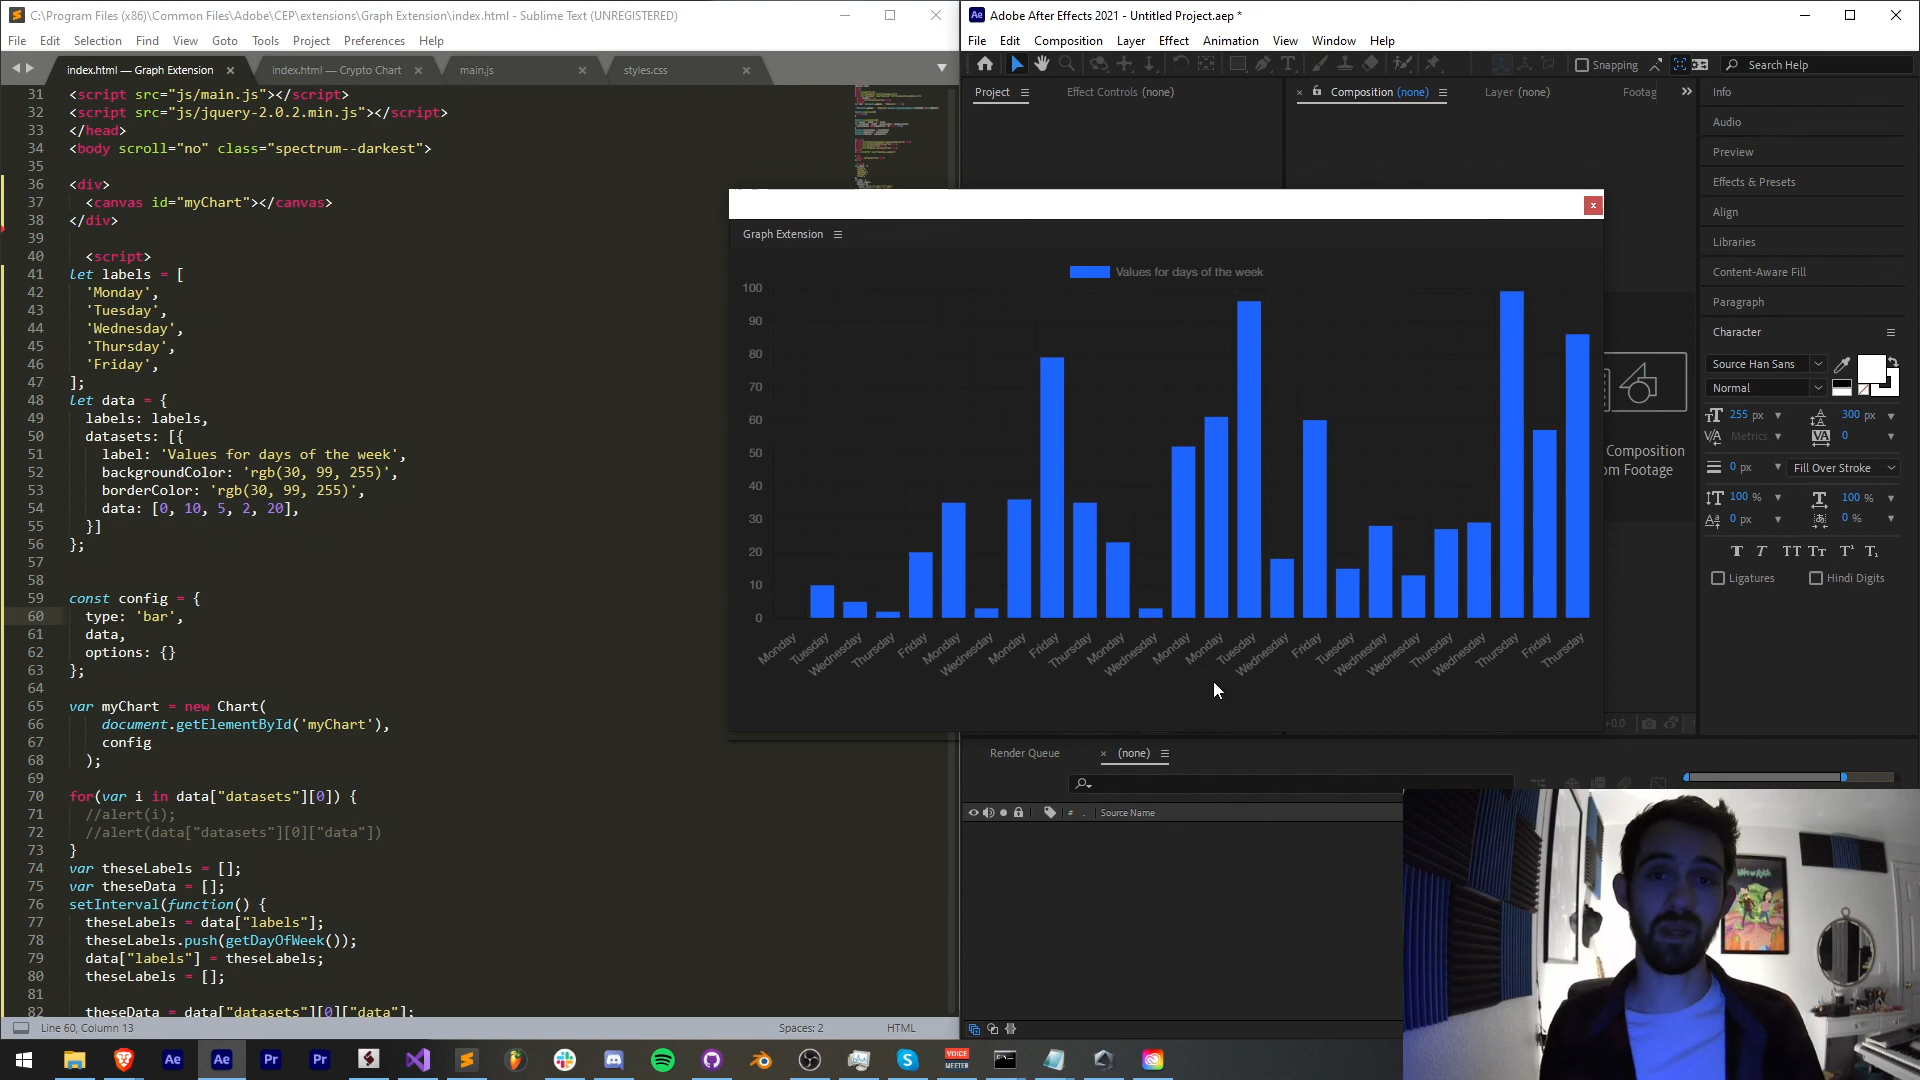 C:\Program Files (x86)\Common Files\Adobe\CEP\extensions\Graph Extension\index.html - Sublime Text (UNREGISTERED)
File Edit Selection Find View Goto Tools Project Preferences Help
index.html — Graph Extension
index.html — Crypto Chart
main.js
styles.css
31 <script src="js/main.js"></script>
32 <script src="js/jquery-2.0.2.min.js"></script>
33 </head>
34 <body scroll="no" class="spectrum--darkest">
35
36 <div>
37 <canvas id="myChart"></canvas>
38 </div>
39
40 <script>
41 let labels = [
42 'Monday',
43 'Tuesday',
44 'Wednesday',
45 'Thursday',
46 'Friday',
47 ];
48 let data = {
49 labels: labels,
50 datasets: [{
51 label: 'Values for days of the week',
52 backgroundColor: 'rgb(30, 99, 255)',
53 borderColor: 'rgb(30, 99, 255)',
54 data: [0, 10, 5, 2, 20],
55 }]
56 };
57
58
59 const config = {
60 type: 'bar',
61 data,
62 options: {}
63 };
64
65 var myChart = new Chart(
66 document.getElementById('myChart'),
67 config
68 );
69
70 for(var i in data["datasets"][0]) {
71 //alert(i);
72 //alert(data["datasets"][0]["data"])
73 }
74 var theseLabels = [];
75 var theseData = [];
76 setInterval(function() {
77 theseLabels = data["labels"];
78 theseLabels.push(getDayOfWeek());
79 data["labels"] = theseLabels;
80 theseLabels = [];
81
82 theseData = data["datasets"][0]["data"];
Line 60, Column 13
Spaces: 2
HTML
Adobe After Effects 2021 - Untitled Project.aep *
File Edit Composition Layer Effect Animation View Window Help
Snapping
Search Help
Project
Effect Controls (none)
Composition (none)
Layer (none)
Footag
Info
Audio
Preview
Effects & Presets
Align
Libraries
Content-Aware Fill
Paragraph
Character
Source Han Sans
Normal
255 px
300 px
Metrics
0
0 px
Fill Over Stroke
100 %
100 %
0 px
0 %
T T TT Tt T¹ T₁
Ligatures
Hindi Digits
Composition
om Footage
+0.0
Graph Extension
Values for days of the week
100
90
80
70
60
50
40
30
20
10
0
Monday
Tuesday
Wednesday
Thursday
Friday
Monday
Wednesday
Monday
Friday
Thursday
Monday
Wednesday
Monday
Monday
Tuesday
Wednesday
Friday
Tuesday
Wednesday
Wednesday
Thursday
Wednesday
Thursday
Friday
Thursday
Render Queue
(none)
# . Source Name
Ae
Ae
Pr
Pr
VOICE
MEETER